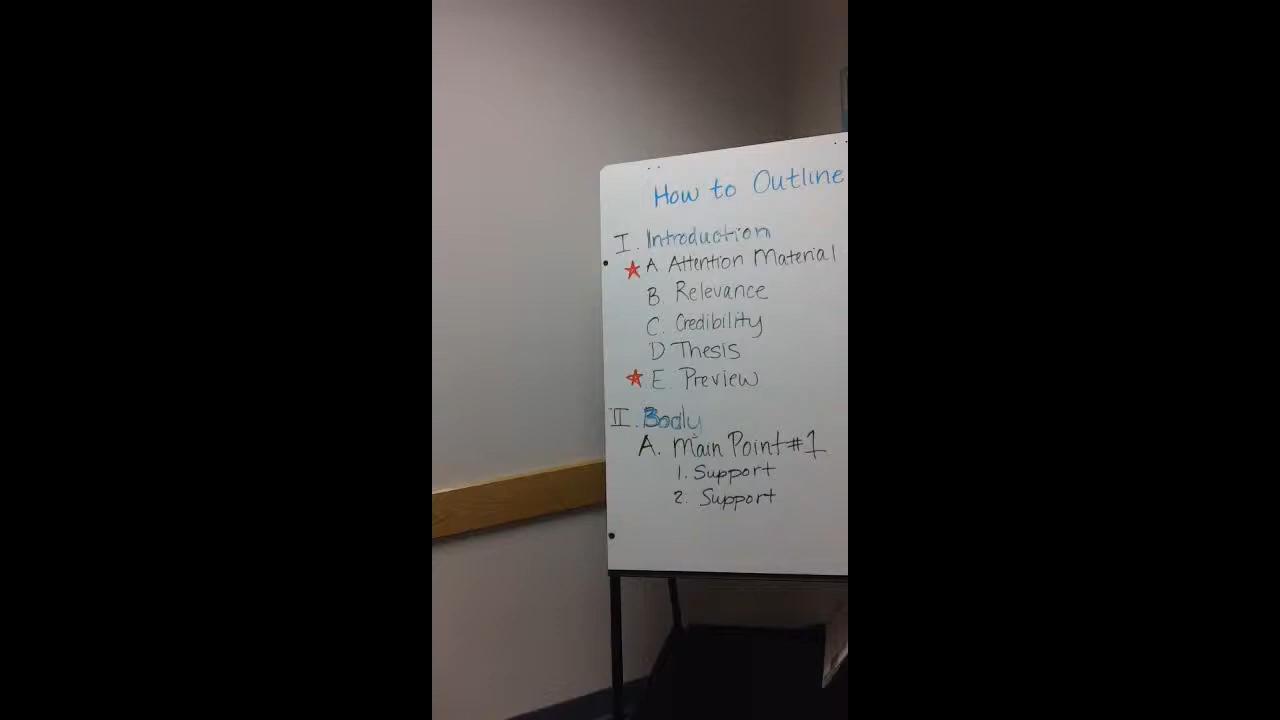 How to Outline
I. Introduction
A Attention Material
B. Relevance
C. Credibility
D Thesis
E. Preview
II. Body
A. Main Point #1
1. Support
2. Support